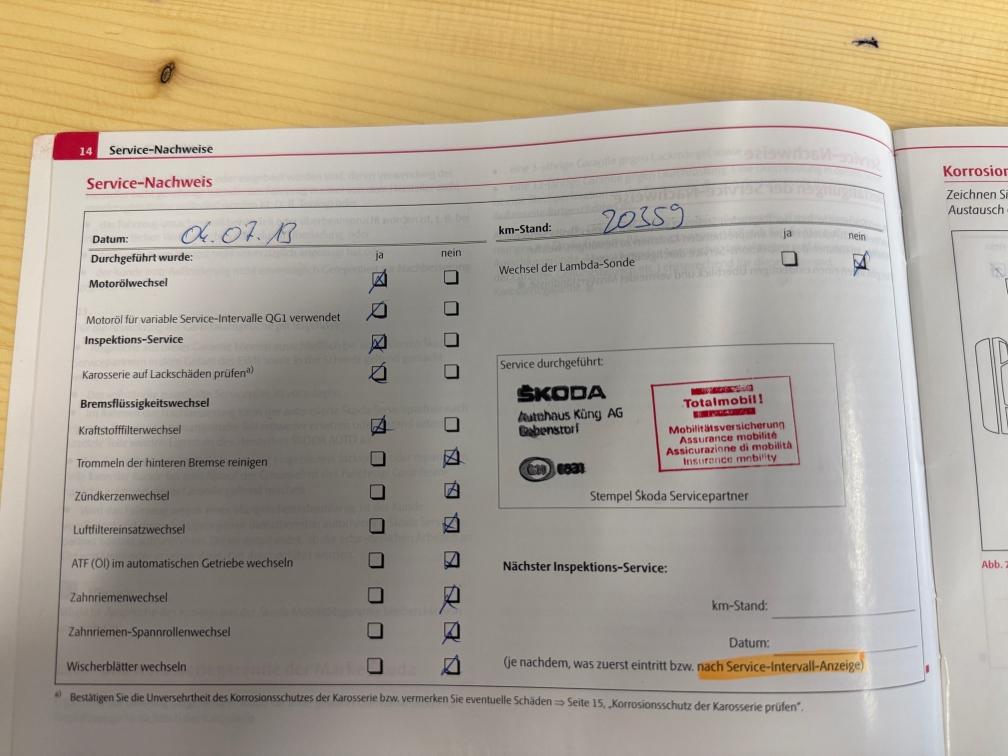 14 Service-Nachweise
Service-Nachweis
Datum: 04.07.13
Durchgeführt wurde: ja nein
Motorölwechsel
Motoröl für variable Service-Intervalle QG1 verwendet
Inspektions-Service
Karosserie auf Lackschäden prüfen a)
Bremsflüssigkeitswechsel
Kraftstofffilterwechsel
Trommeln der hinteren Bremse reinigen
Zündkerzenwechsel
Luftfiltereinsatzwechsel
ATF (Öl) im automatischen Getriebe wechseln
Zahnriemenwechsel
Zahnriemen-Spannrollenwechsel
Wischerblätter wechseln
km-Stand: 20359
ja nein
Wechsel der Lambda-Sonde
Service durchgeführt:
ŠKODA
Autohaus Küng AG
Totalmobil!
Mobilitätsversicherung
Assurance mobilité
Assicurazione di mobilità
Insurance mobility
Stempel Škoda Servicepartner
Nächster Inspektions-Service:
km-Stand:
Datum:
(je nachdem, was zuerst eintritt bzw. nach Service-Intervall-Anzeige)
a) Bestätigen Sie die Unversehrtheit des Korrosionsschutzes der Karosserie bzw. vermerken Sie eventuelle Schäden ⇒ Seite 15, „Korrosionsschutz der Karosserie prüfen“.
Korrosion
Zeichnen Si
Austausch
Abb.